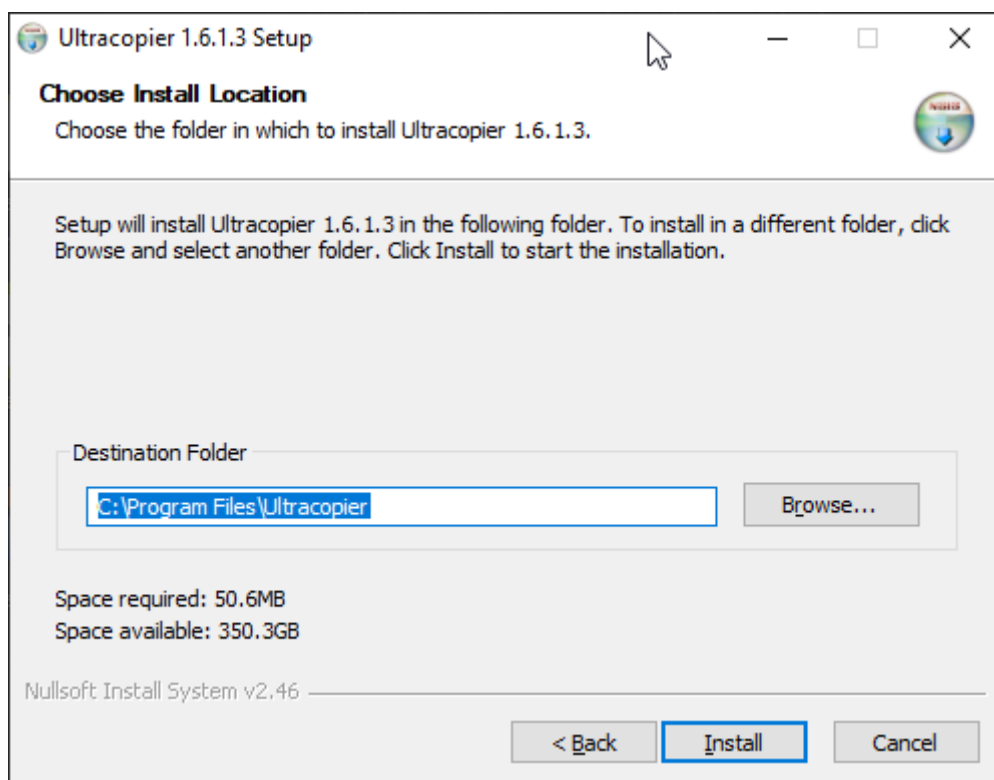 Ultracopier 1.6.1.3 Setup
Choose Install Location
Choose the folder in which to install Ultracopier 1.6.1.3.
NSIS
Setup will install Ultracopier 1.6.1.3 in the following folder. To install in a different folder, click
Browse and select another folder. Click Install to start the installation.
Destination Folder
C:\Program Files\Ultracopier
Browse...
Space required: 50.6MB
Space available: 350.3GB
Nullsoft Install System v2.46
< Back
Install
Cancel